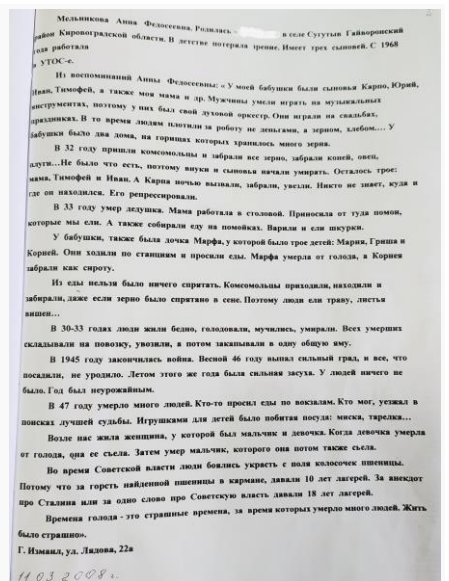 Мельникова Анна Федосеевна. Родилась - в селе Сугутыв Гайворонский
район Кировоградской области. В детстве потеряла зрение. Имеет трех сыновей. С 1968
года работала
в УТОС-е.
Из воспоминаний Анны Федосеевны: « У моей бабушки были сыновья Карпо, Юрий,
Иван, Тимофей, а также моя мама и др. Мужчины умели играть на музыкальных
инструментах, поэтому у них был свой духовой оркестр. Они играли на свадьбах,
праздниках. В то время людям платили за работу не деньгами, а зерном, хлебом…. У
бабушки было два дома, на горищах которых хранилось много зерна.
В 32 году пришли комсомольцы и забрали все зерно, забрали коней, овец,
плуги…Не было что есть, поэтому внуки и сыновья начали умирать. Осталось трое:
мама, Тимофей и Иван. А Карпа ночью вызвали, забрали, увезли. Никто не знает, куда и
где он находился. Его репрессировали.
В 33 году умер дедушка. Мама работала в столовой. Приносила от туда помои,
которые мы ели. А также собирали еду на помойках. Варили и ели шкурки.
У бабушки, также была дочка Марфа, у которой было трое детей: Мария, Гриша и
Корней. Они ходили по станциям и просили еды. Марфа умерла от голода, а Корнея
забрали как сироту.
Из еды нельзя было ничего спрятать. Комсомольцы приходили, находили и
забирали, даже если зерно было спрятано в сене. Поэтому люди ели траву, листья
вишен…
В 30-33 годах люди жили бедно, голодовали, мучились, умирали. Всех умерших
складывали на повозку, увозили, а потом закапывали в одну общую яму.
В 1945 году закончилась война. Весной 46 году выпал сильный град, и все, что
посадили, не уродило. Летом этого же года была сильная засуха. У людей ничего не
было. Год был неурожайным.
В 47 году умерло много людей. Кто-то просил еды по вокзалам. Кто мог, уезжал в
поисках лучшей судьбы. Игрушками для детей было побитая посуда: миска, тарелка…
Возле нас жила женщина, у которой был мальчик и девочка. Когда девочка умерла
от голода, она ее съела. Затем умер мальчик, которого она потом также съела.
Во время Советской власти люди боялись украсть с поля колосочек пшеницы.
Потому что за горсть найденной пшеницы в кармане, давали 10 лет лагерей. За анекдот
про Сталина или за одно слово про Советскую власть давали 18 лет лагерей.
Времена голода - это страшные времена, за время которых умерло много людей. Жить
было страшно».
Г. Измаил, ул. Лядова, 22а
11 03 2008 г.